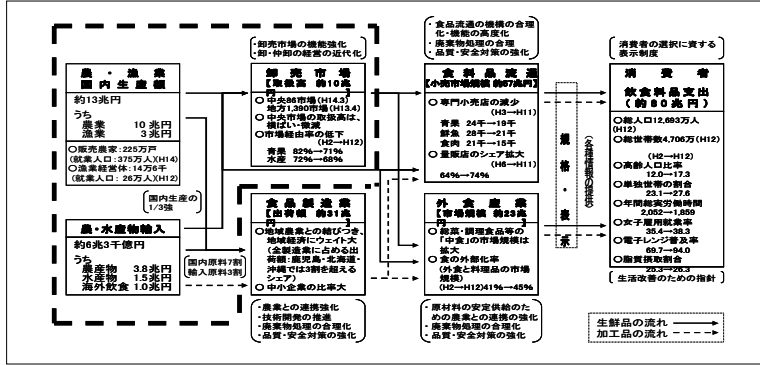 農・漁業
国内生産額
約13兆円
うち
農業 10兆円
漁業 3兆円
○販売農家:225万戸
(就業人口:375万人)(H14)
○漁業経営体:14万6千
(就業人口:26万人)(H12)
国内生産の
1/3強
農・水産物輸入
約6兆3千億円
うち
農産物 3.8兆円
水産物 1.5兆円
海外飲食 1.0兆円
国内原料7割
輸入原料3割
・卸売市場の機能強化
・卸・仲卸の経営の近代化
卸売市場
【取扱高 約10兆
円】
○中央86市場(H14.3)
地方1,390市場(H13.4)
○中央市場の取扱高は、
横ばい・微減
○市場経由率の低下
(H2→H12)
青果 82%→71%
水産 72%→68%
食品製造業
【出荷額 約31兆
円】
○地域農業との結びつき、
地域経済にウェイト大
(全製造業に占める出
荷額:鹿児島・北海道・
沖縄では3割を超える
シェア)
○中小企業の比率大
・農業との連携強化
・技術開発の推進
・廃棄物処理の合理化
・品質・安全対策の強化
・食品流通の機構の合理
化・機能の高度化
・廃棄物処理の合理
・品質・安全対策の強化
食料品流通
【小売市場規模 約57兆円】
○専門小売店の減少
(H3→H11)
青果 24千→19千
鮮魚 28千→21千
食肉 21千→15千
○量販店のシェア拡大
(H6→H11)
64%→74%
外食産業
【市場規模 約23兆
円】
○総菜・調理食品等の
「中食」の市場規模は
拡大
○食の外部化率
(外食と料理品の市場
規模)
(H2→H12)41%→45%
・原材料の安定供給のた
めの農業との連携の強化
・廃棄物処理の合理化
・品質・安全対策の強化
規格・表示
(各種情報の提供)
・消費者の選択に資する
表示制度
消費者
飲食料品支出
(約80兆円)
○総人口12,693万人
(H12)
○総世帯数4,706万(H12)
(H2→H12)
○高齢人口比率
12.0→17.3
○単独世帯の割合
23.1→27.6
○年間総実労働時間
2,052→1,859
○女子雇用就業率
35.4→38.3
○電子レンジ普及率
69.7→94.0
○脂質摂取割合
25.3→26.3
・生活改善のための指針
生鮮品の流れ
加工品の流れ